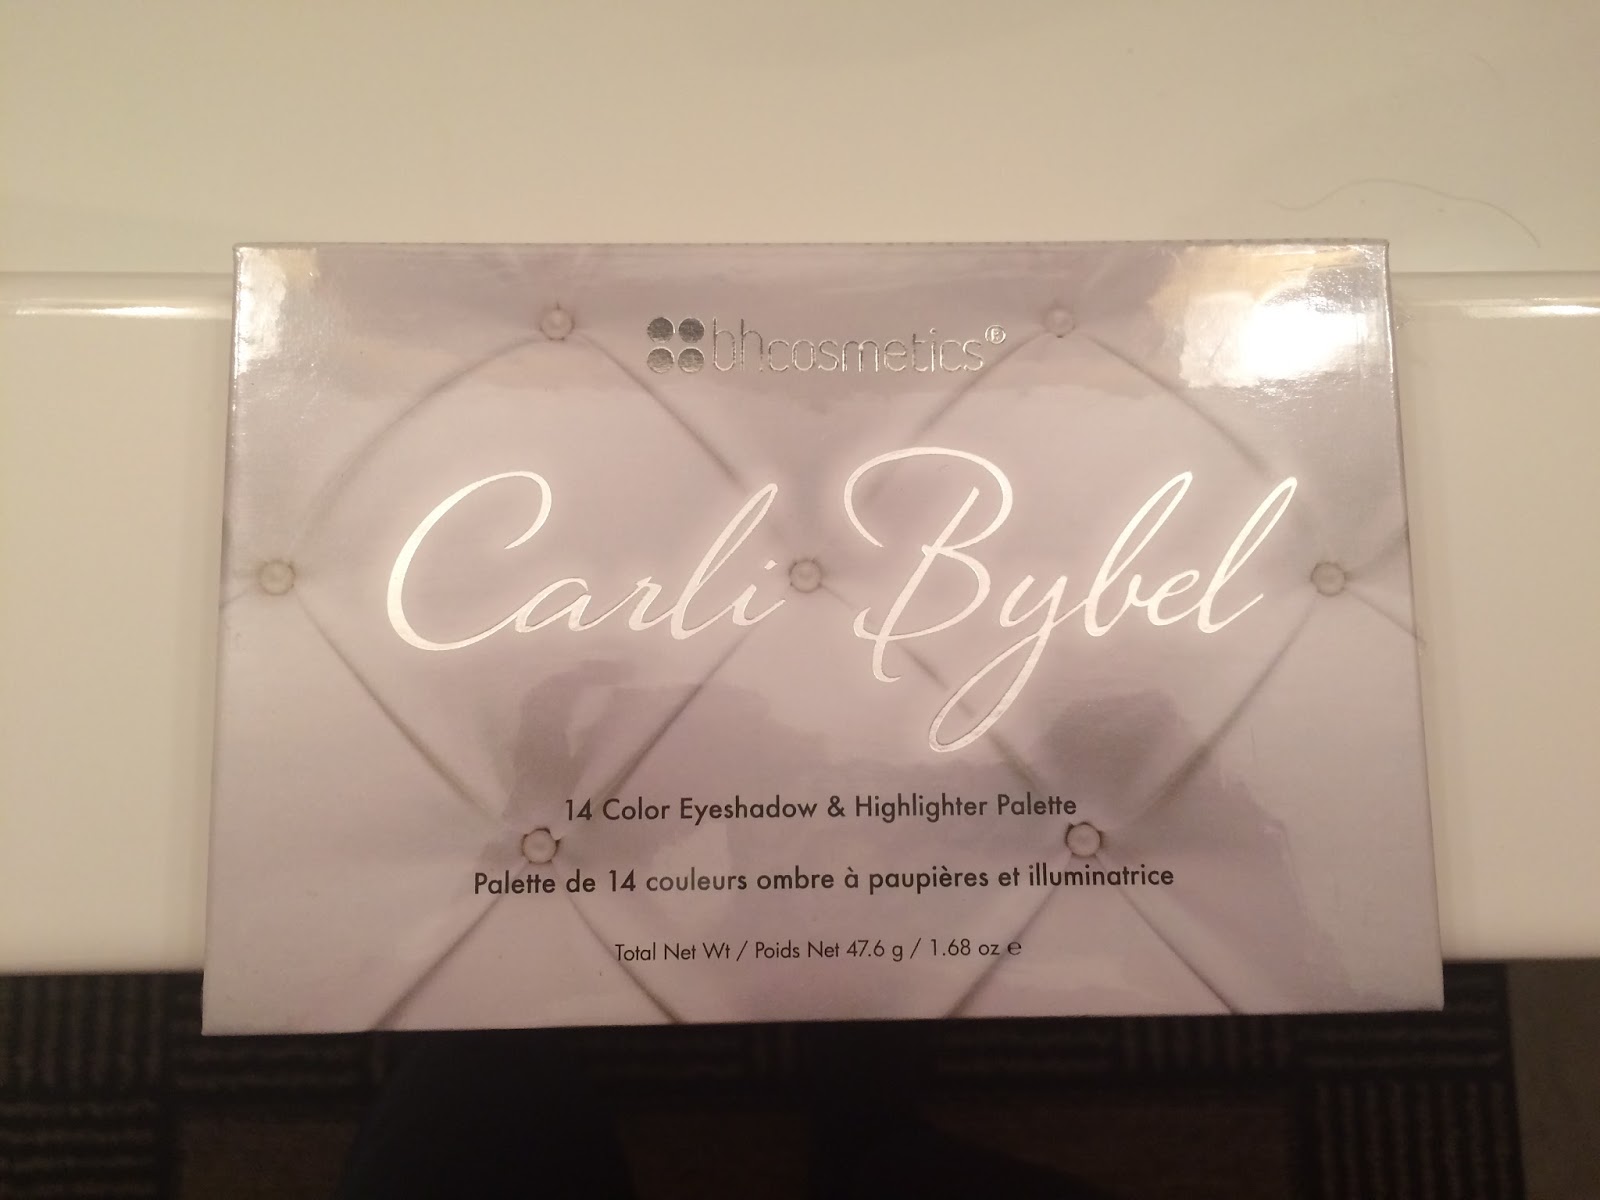 bhcosmetics®
Carli Bybel
14 Color Eyeshadow & Highlighter Palette
Palette de 14 couleurs ombre à paupières et illuminatrice
Total Net Wt / Poids Net 47.6 g / 1.68 oz ℮